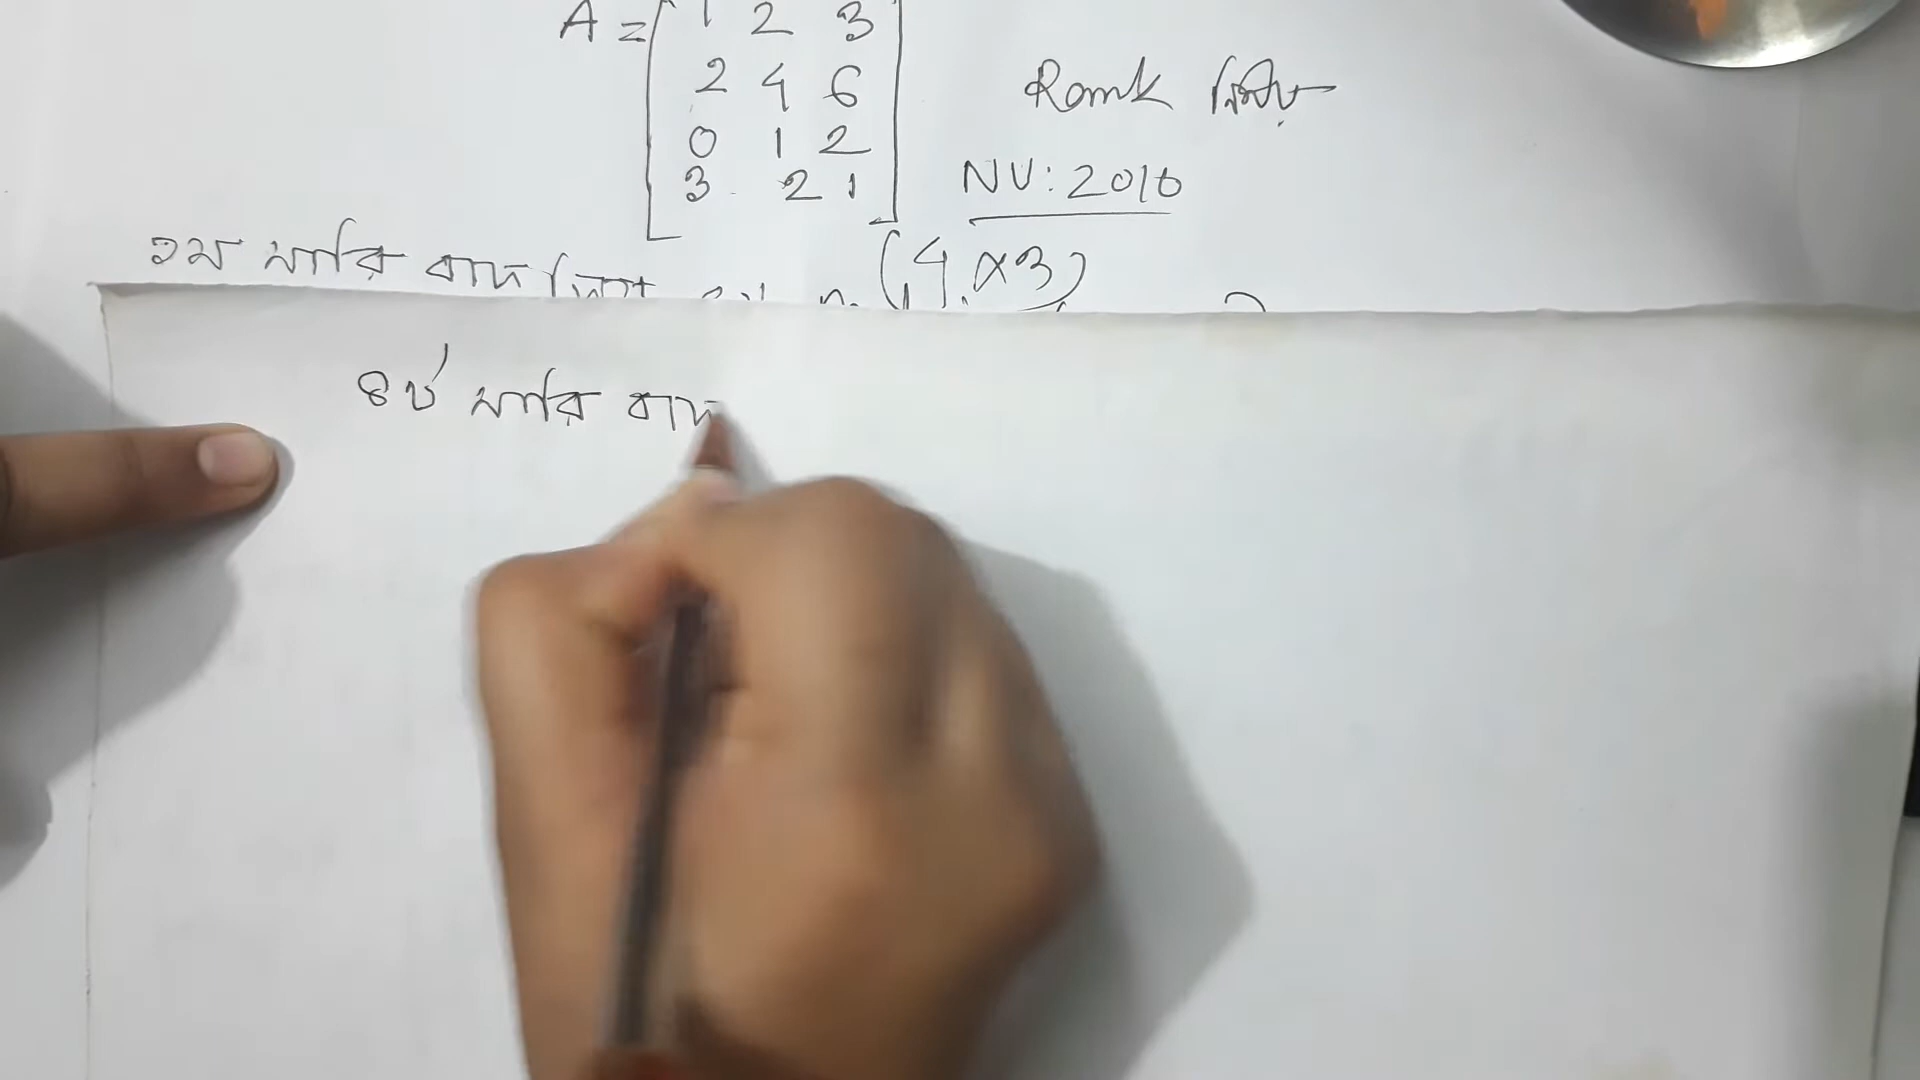 A = [1 2 3
2 4 6
0 1 2
3 2 1]
Rank নির্ণয়
NU: 2016
(4×3)
১ম সারি বাদ দিয়ে
৪র্থ সারি বাদ